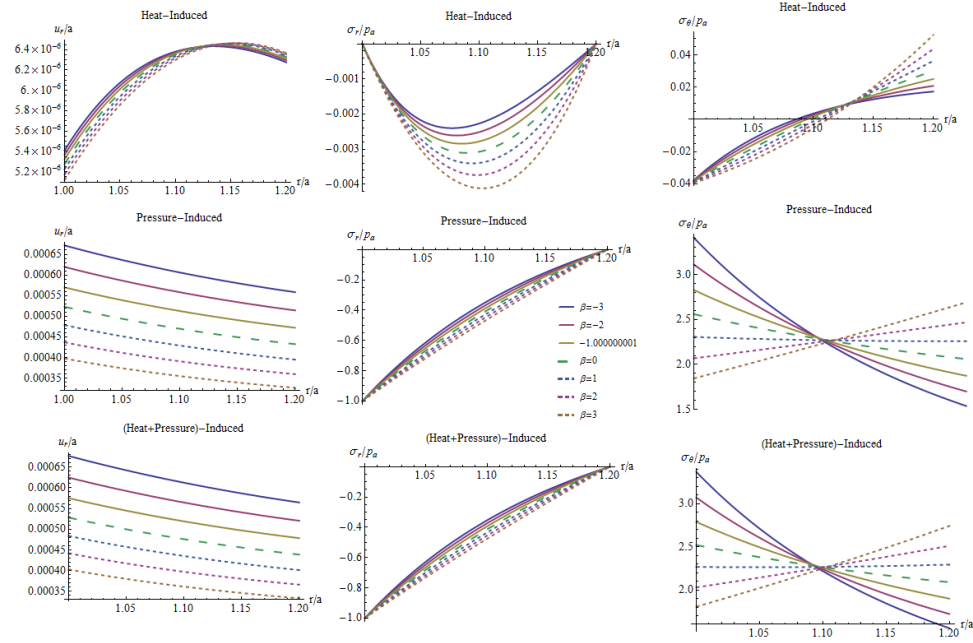 Heat−Induced
u_r/a
6.4×10⁻⁶
6.2×10⁻⁶
6.×10⁻⁶
5.8×10⁻⁶
5.6×10⁻⁶
5.4×10⁻⁶
5.2×10⁻⁶
1.00 1.05 1.10 1.15 1.20 r/a
Heat−Induced
σ_r/p_a
r/a
1.05 1.10 1.15 1.20
−0.001
−0.002
−0.003
−0.004
Heat−Induced
σ_θ/p_a
0.04
0.02
r/a
1.05 1.10 1.15 1.20
−0.02
−0.04
Pressure−Induced
u_r/a
0.00065
0.00060
0.00055
0.00050
0.00045
0.00040
0.00035
1.00 1.05 1.10 1.15 1.20 r/a
Pressure−Induced
σ_r/p_a
r/a
1.05 1.10 1.15 1.20
−0.2
−0.4
−0.6
−0.8
−1.0
β=−3
β=−2
−1.000000001
β=0
β=1
β=2
β=3
Pressure−Induced
σ_θ/p_a
3.0
2.5
2.0
1.5
r/a
1.05 1.10 1.15 1.20
(Heat+Pressure)−Induced
u_r/a
0.00065
0.00060
0.00055
0.00050
0.00045
0.00040
0.00035
1.05 1.10 1.15 1.20 r/a
(Heat+Pressure)−Induced
σ_r/p_a
r/a
1.05 1.10 1.15 1.20
−0.2
−0.4
−0.6
−0.8
−1.0
(Heat+Pressure)−Induced
σ_θ/p_a
3.0
2.5
2.0
r/a
1.05 1.10 1.15 1.20